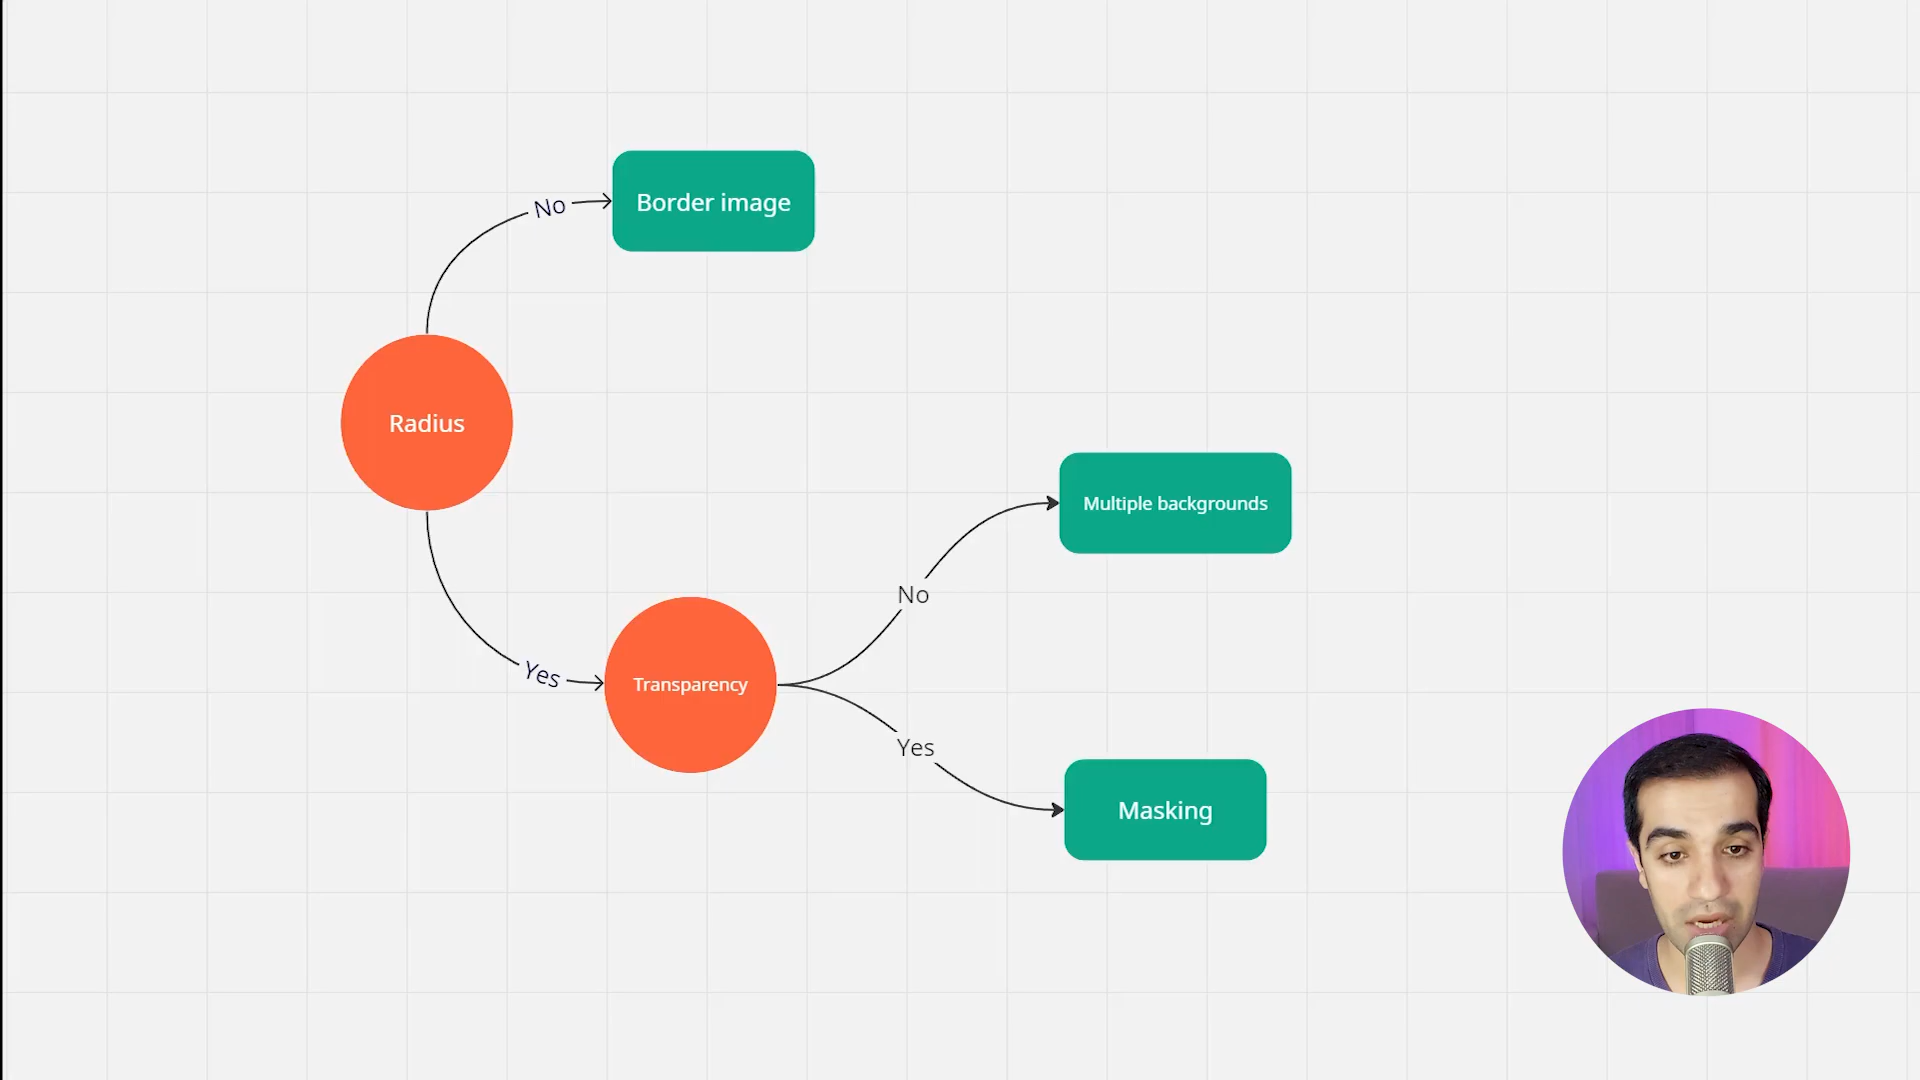 Border image
No
Radius
Multiple backgrounds
No
Yes
Transparency
Yes
Masking